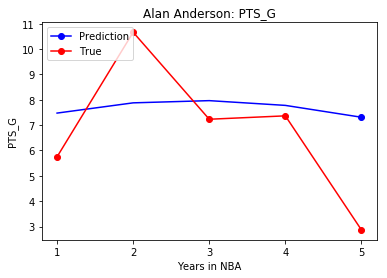 Alan Anderson: PTS_G
Prediction
True
PTS_G
11
10
9
8
7
6
5
4
3
1
2
3
4
5
Years in NBA